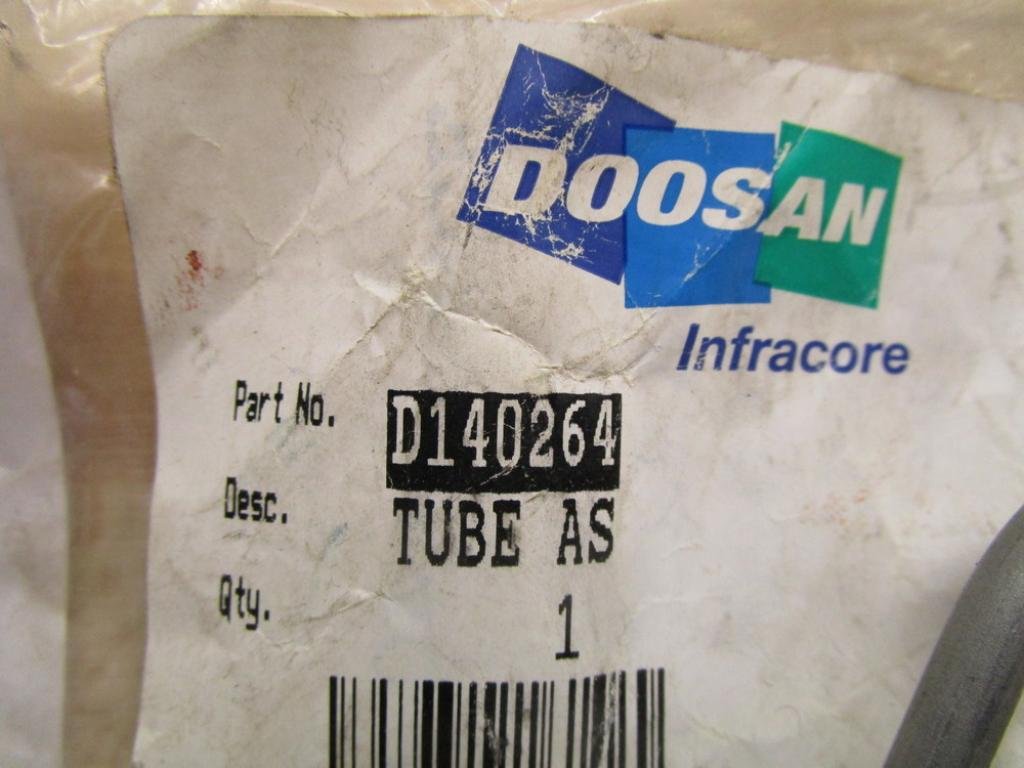 DOOSAN
Infracore
Part No. D140264
Desc. TUBE AS
Qty. 1